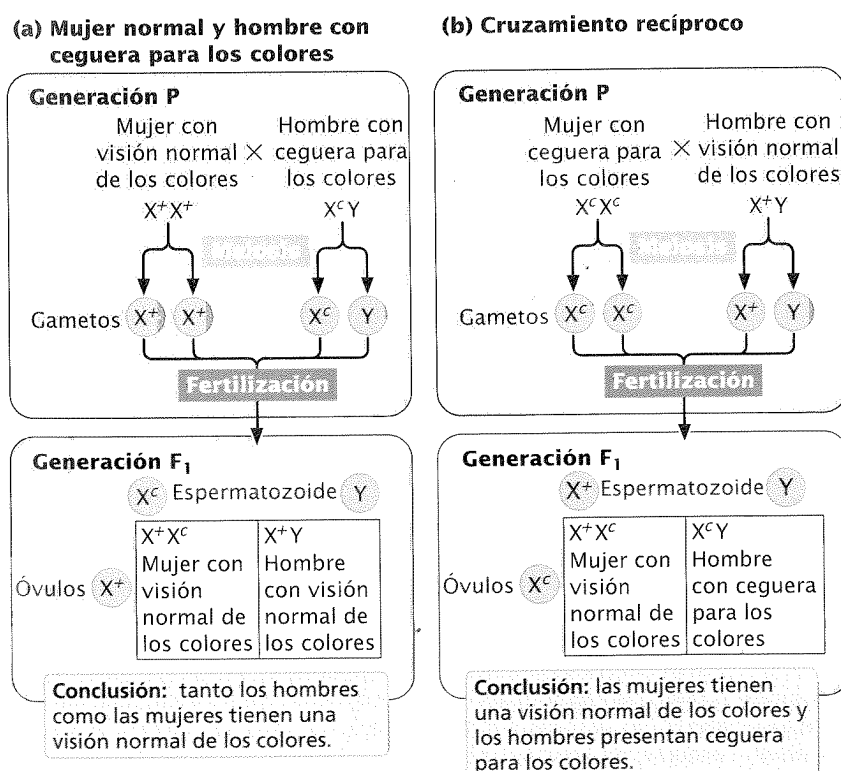 (a) Mujer normal y hombre con
ceguera para los colores
Generación P
Mujer con
visión normal
de los colores
×
Hombre con
ceguera para
los colores
X⁺X⁺
XᶜY
Gametos X⁺ X⁺ Xᶜ Y
Fertilización
Generación F₁
Xᶜ Espermatozoide Y
Óvulos X⁺
X⁺Xᶜ
Mujer con
visión
normal de
los colores
X⁺Y
Hombre
con visión
normal de
los colores
Conclusión: tanto los hombres
como las mujeres tienen una
visión normal de los colores.
(b) Cruzamiento recíproco
Generación P
Mujer con
ceguera para
los colores
×
Hombre con
visión normal
de los colores
XᶜXᶜ
X⁺Y
Gametos Xᶜ Xᶜ X⁺ Y
Fertilización
Generación F₁
X⁺ Espermatozoide Y
Óvulos Xᶜ
X⁺Xᶜ
Mujer con
visión
normal de
los colores
XᶜY
Hombre
con ceguera
para los
colores
Conclusión: las mujeres tienen
una visión normal de los colores y
los hombres presentan ceguera
para los colores.